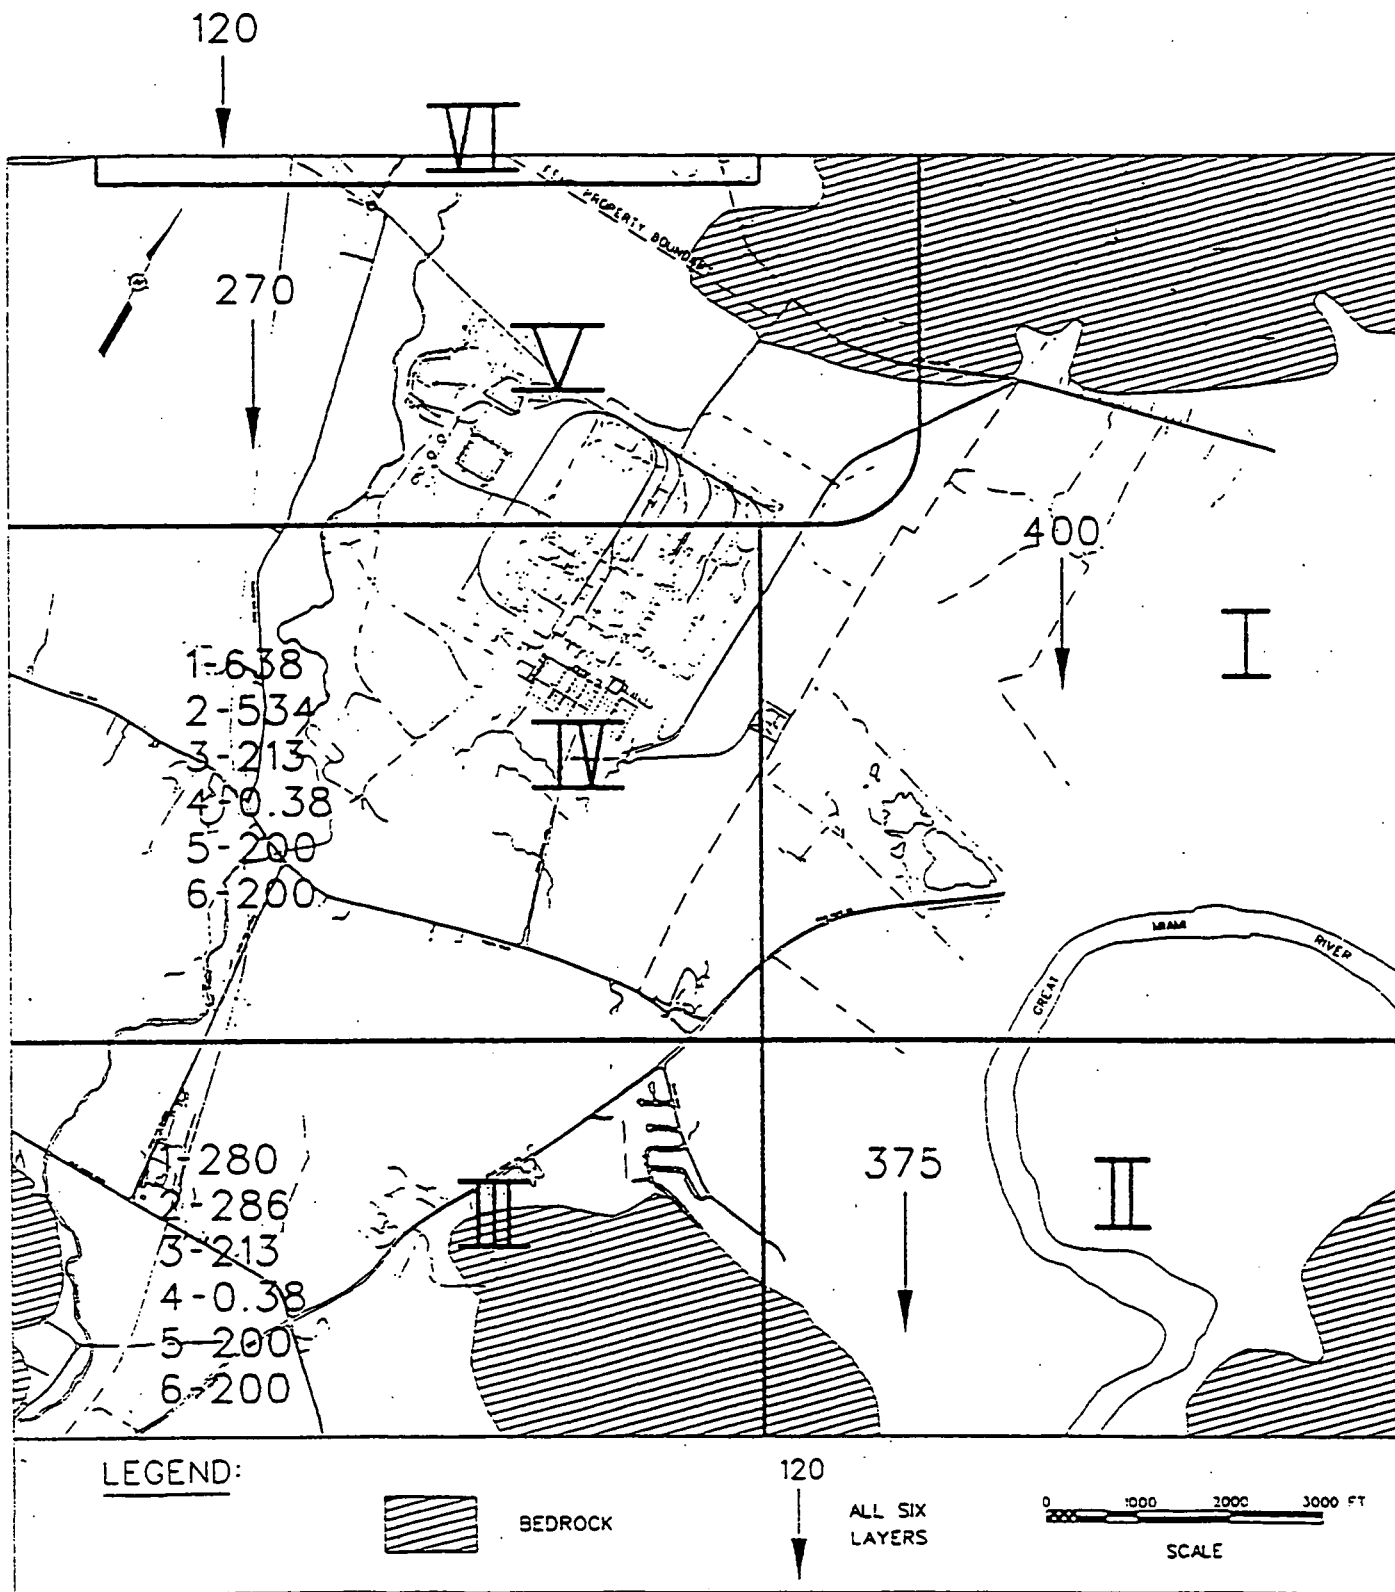 120
VI
PROPERTY BOUNDARY
270
V
400
I
1-638
2-534
3-213
4-0.38
5-200
6-200
IV
GREAT
MIAMI
RIVER
1-280
2-286
3-213
4-0.38
5-200
6-200
III
375
II
LEGEND:
BEDROCK
120
ALL SIX
LAYERS
0 1000 2000 3000 FT
SCALE